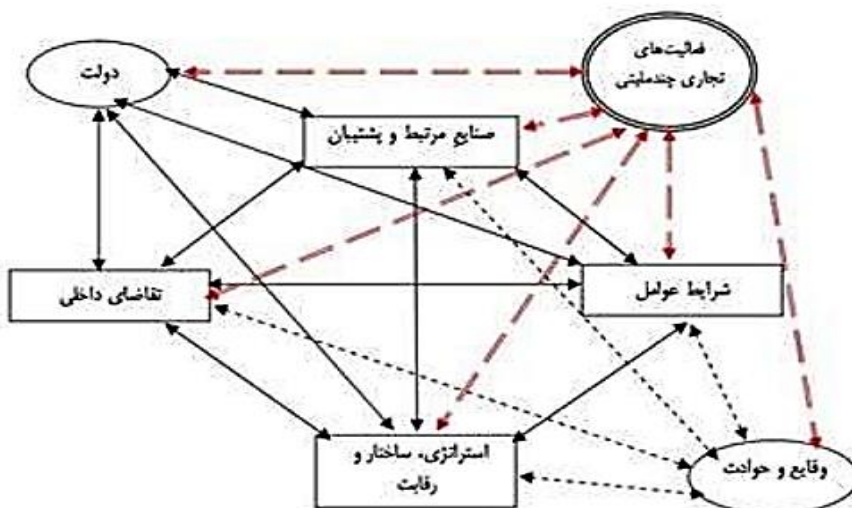 فعالیت‌های
تجاری چندملیتی
دولت
صنایع مرتبط و پشتیبان
شرایط عوامل
تقاضای داخلی
استراتژی، ساختار و
رقابت
وقایع و حوادث